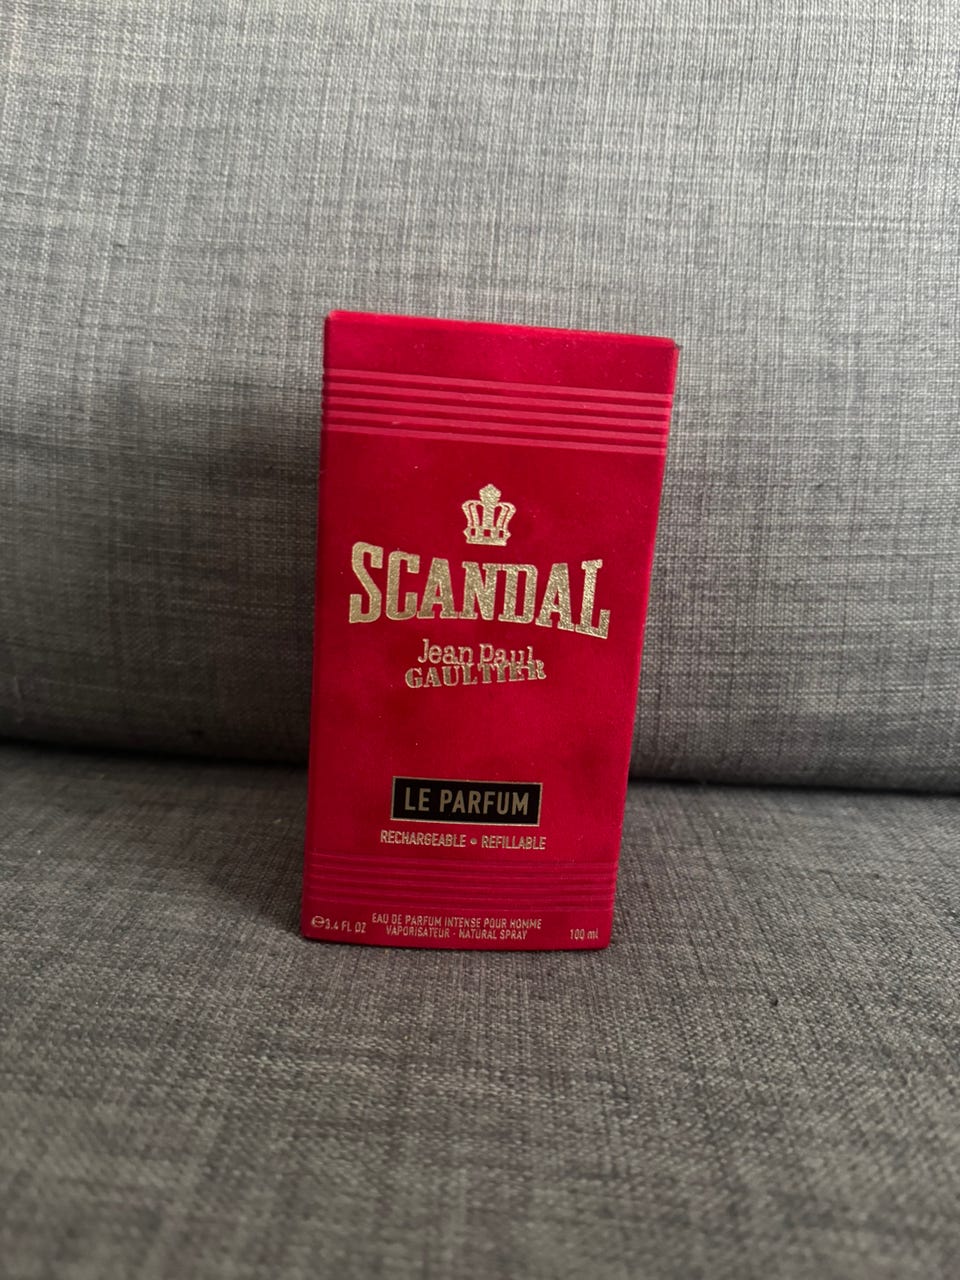 SCANDAL
Jean Paul
GAULTIER
LE PARFUM
RECHARGEABLE • REFILLABLE
℮3.4 FL OZ
EAU DE PARFUM INTENSE POUR HOMME
VAPORISATEUR - NATURAL SPRAY
100 ml